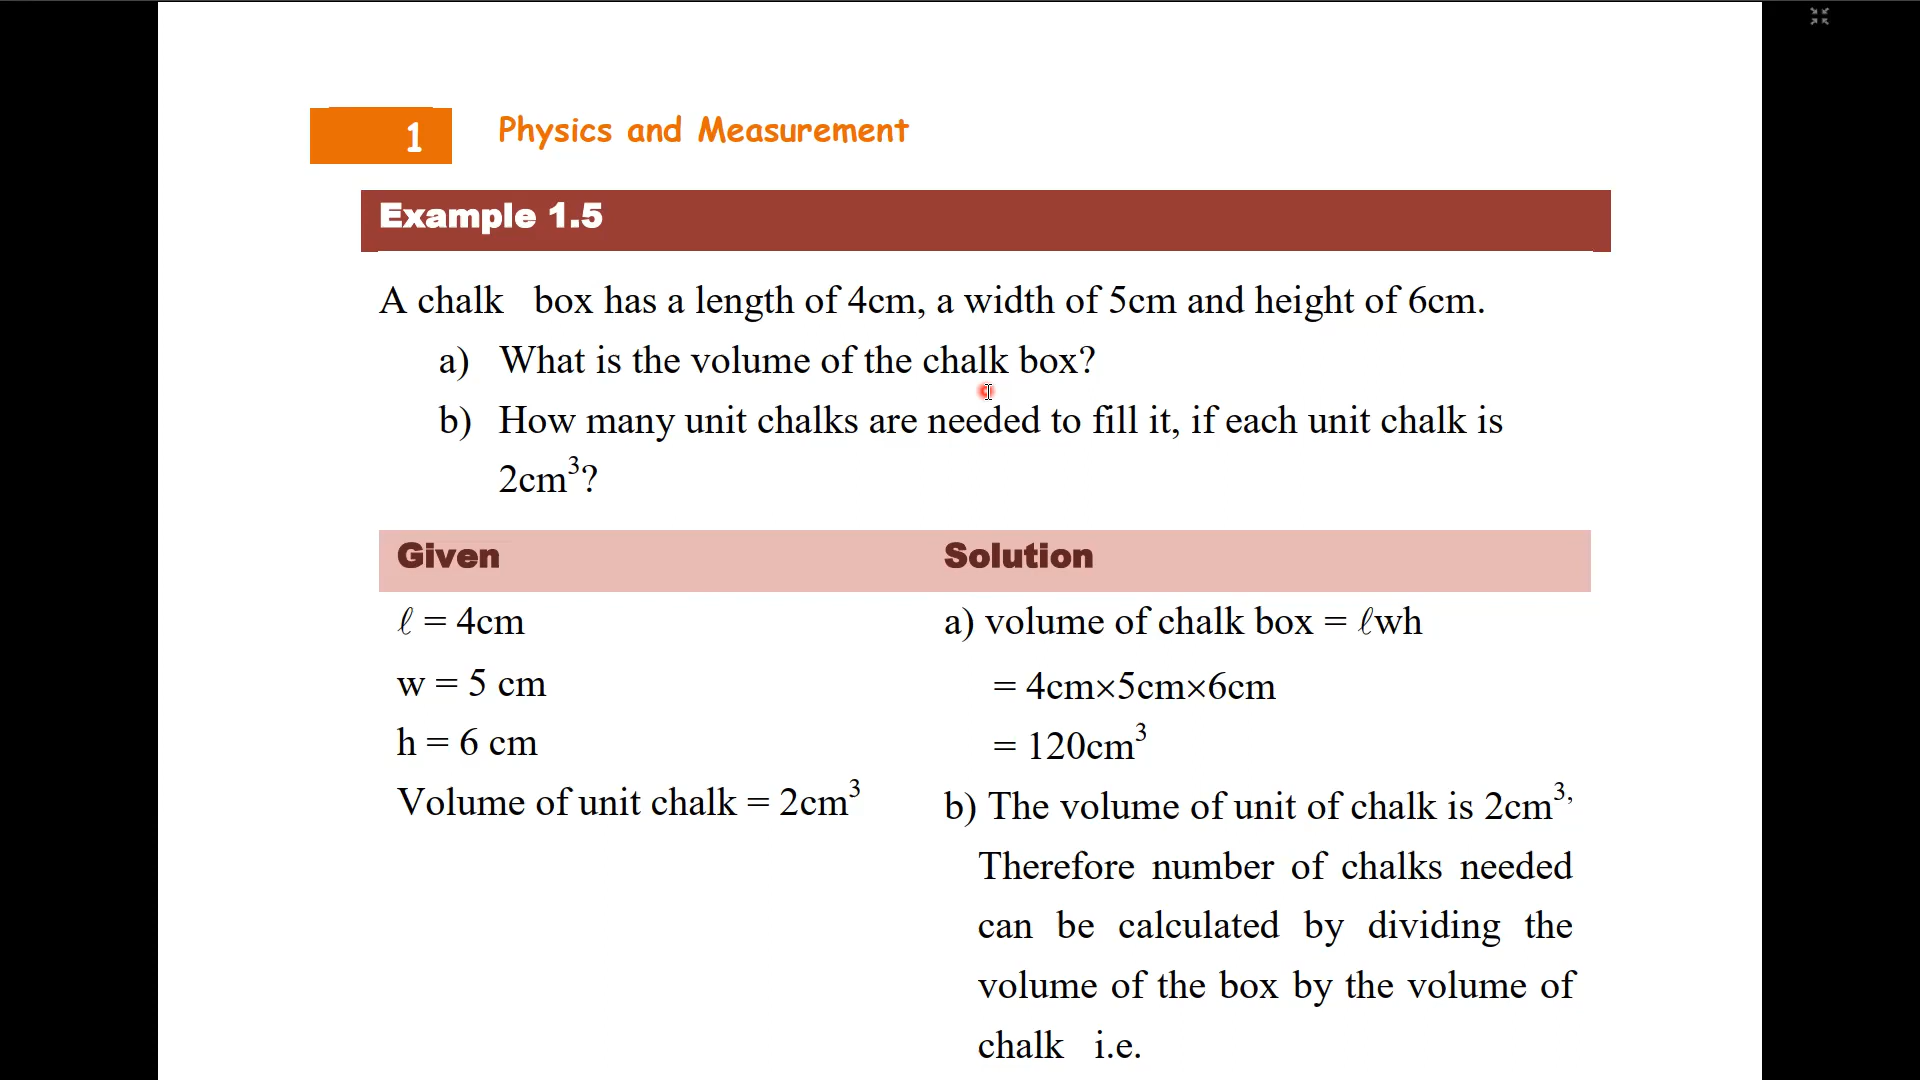 1 Physics and Measurement
Example 1.5
A chalk box has a length of 4cm, a width of 5cm and height of 6cm.
a) What is the volume of the chalk box?
b) How many unit chalks are needed to fill it, if each unit chalk is
2cm³?
Given Solution
ℓ = 4cm
w = 5 cm
h = 6 cm
Volume of unit chalk = 2cm³
a) volume of chalk box = ℓwh
= 4cm×5cm×6cm
= 120cm³
b) The volume of unit of chalk is 2cm³,
Therefore number of chalks needed
can be calculated by dividing the
volume of the box by the volume of
chalk i.e.